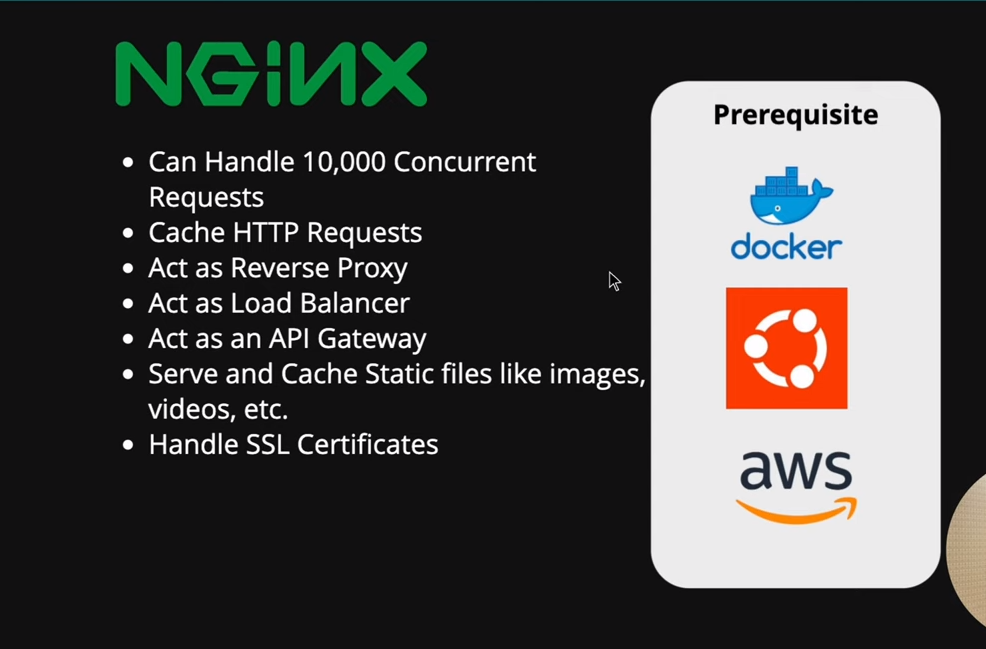 NGINX
Can Handle 10,000 Concurrent
Requests
Cache HTTP Requests
Act as Reverse Proxy
Act as Load Balancer
Act as an API Gateway
Serve and Cache Static files like images,
videos, etc.
Handle SSL Certificates
Prerequisite
docker
aws